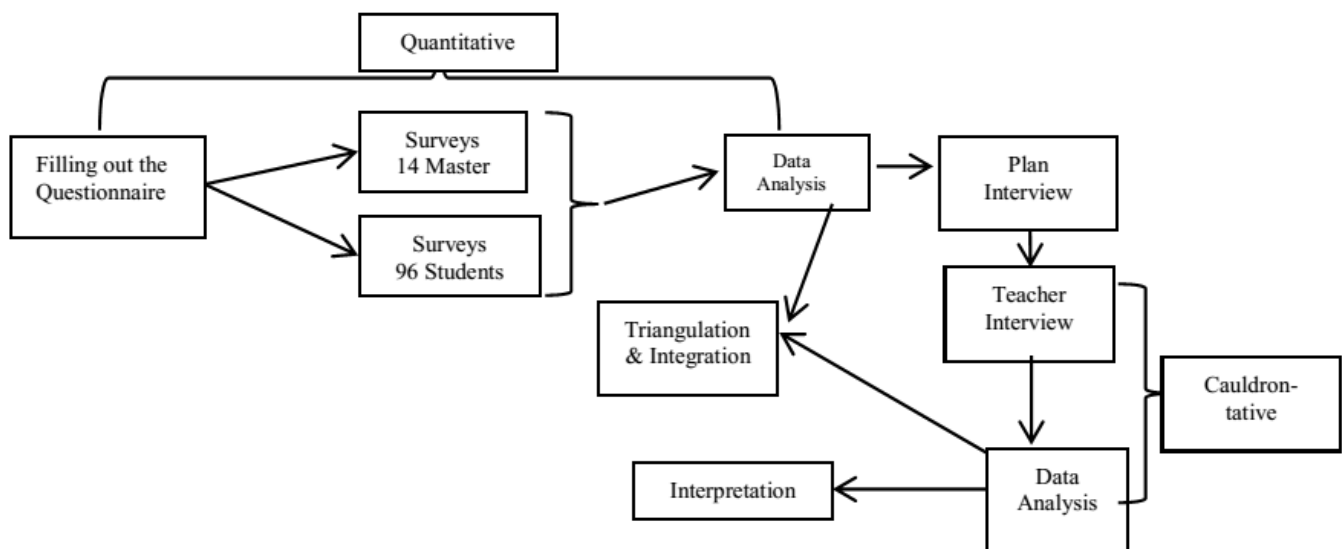 Quantitative
Filling out the
Questionnaire
Surveys
14 Master
Surveys
96 Students
Data
Analysis
Plan
Interview
Teacher
Interview
Triangulation
& Integration
Cauldron-
tative
Data
Analysis
Interpretation